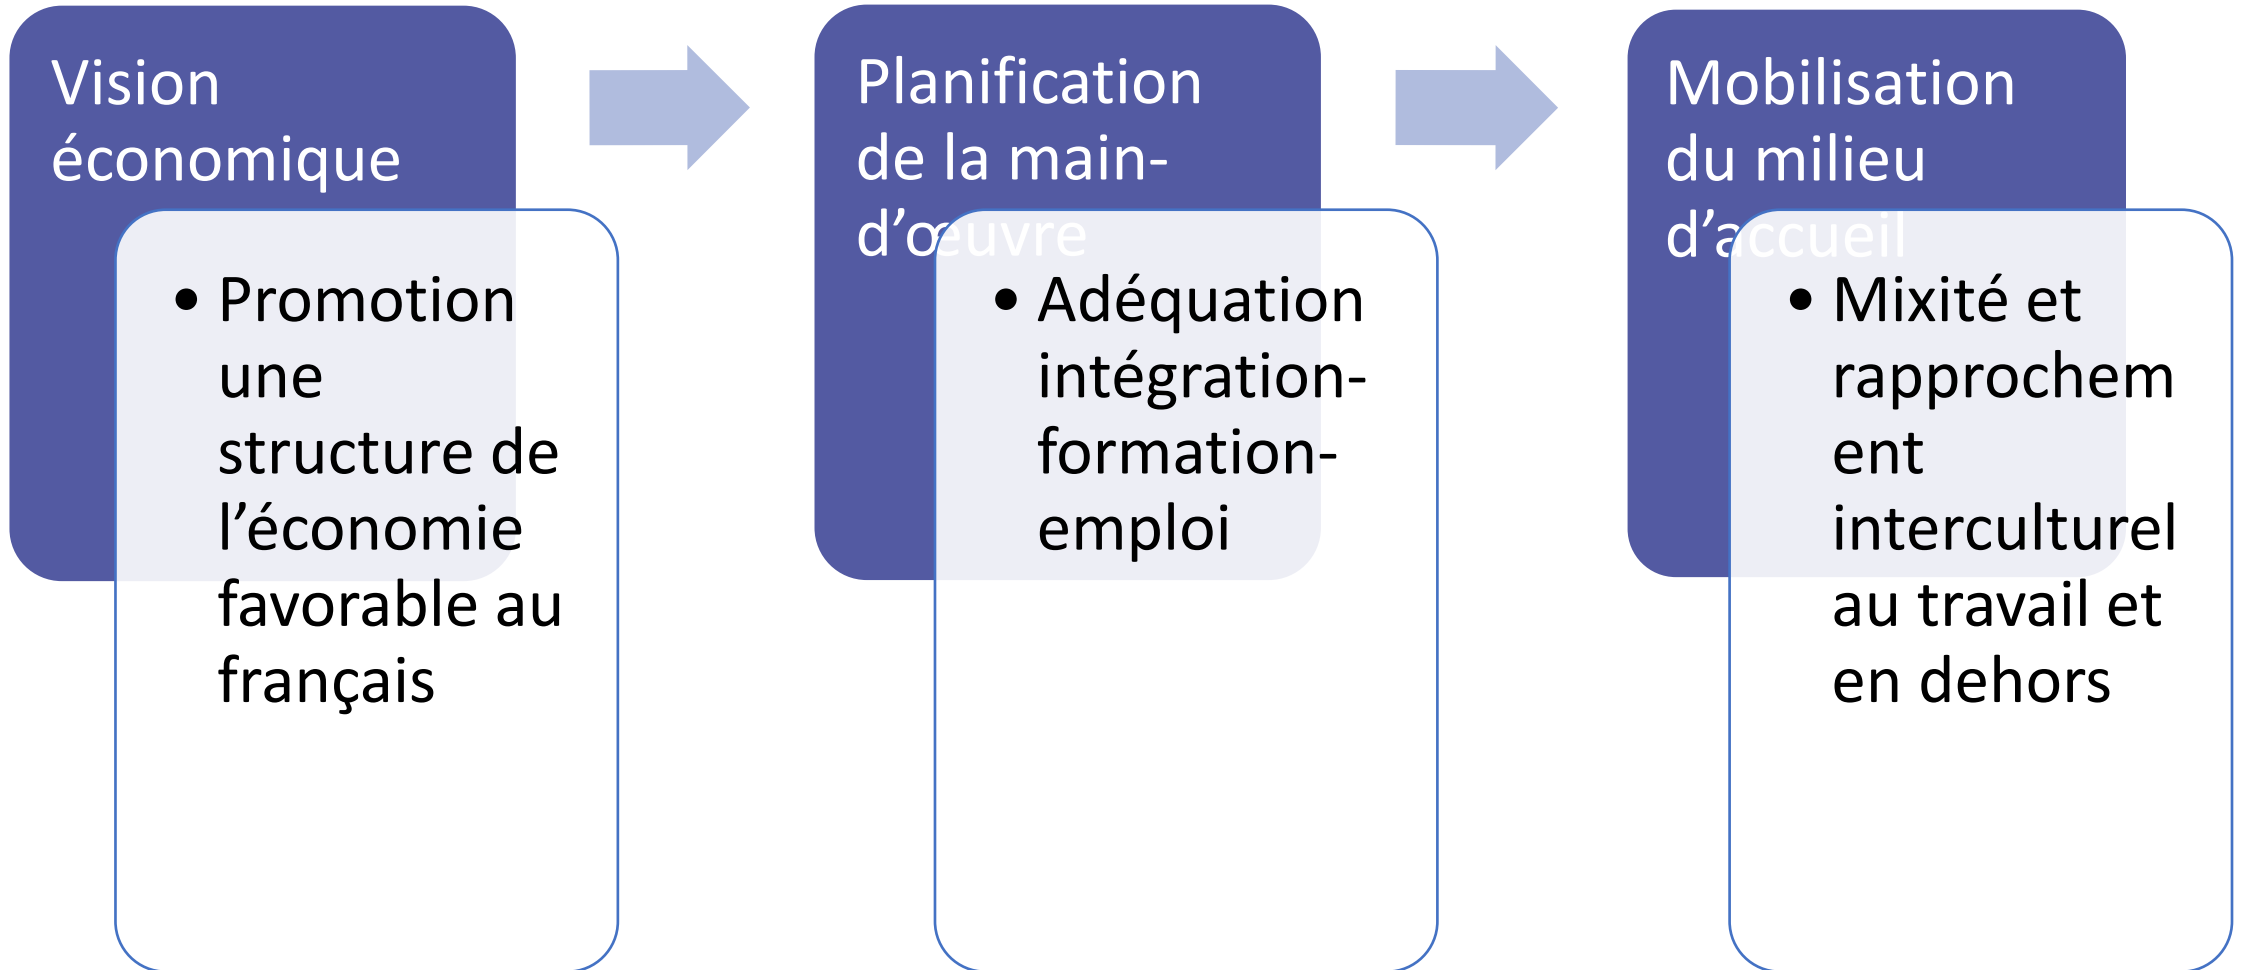 Vision
économique
• Promotion
une
structure de
l’économie
favorable au
français
Planification
de la main-
d’œuvre
• Adéquation
intégration-
formation-
emploi
Mobilisation
du milieu
d’accueil
• Mixité et
rapprochem
ent
interculturel
au travail et
en dehors